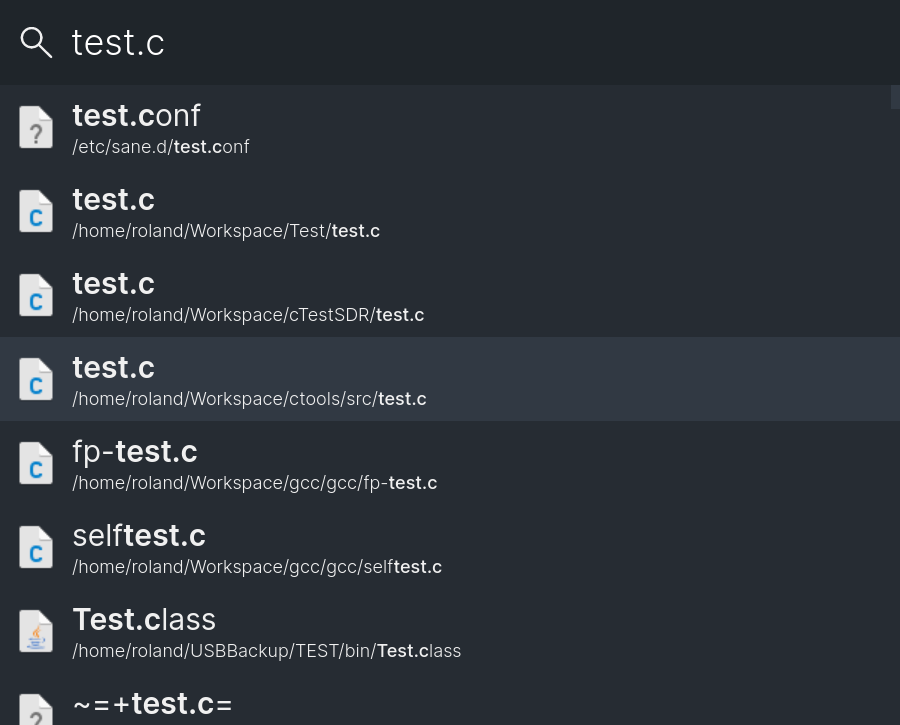 test.c
test.conf
/etc/sane.d/test.conf
test.c
/home/roland/Workspace/Test/test.c
test.c
/home/roland/Workspace/cTestSDR/test.c
test.c
/home/roland/Workspace/ctools/src/test.c
fp-test.c
/home/roland/Workspace/gcc/gcc/fp-test.c
selftest.c
/home/roland/Workspace/gcc/gcc/selftest.c
Test.class
/home/roland/USBBackup/TEST/bin/Test.class
~=+test.c=